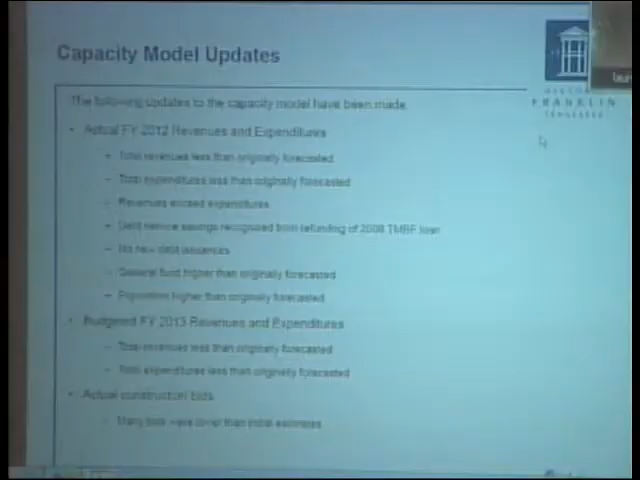 Capacity Model Updates
HISTORIC
FRANKLIN
TENNESSEE
The following updates to the capacity model have been made
• Actual FY 2012 Revenues and Expenditures
– Total revenues less than originally forecasted
– Total expenditures less than originally forecasted
– Revenues exceed expenditures
– Debt service savings recognized from refunding of 2008 TMBF loan
– No new debt issuances
– General fund higher than originally forecasted
– Population higher than originally forecasted
• Budgeted FY 2013 Revenues and Expenditures
– Total revenues less than originally forecasted
– Total expenditures less than originally forecasted
• Actual construction bids
– Many bids were lower than initial estimates